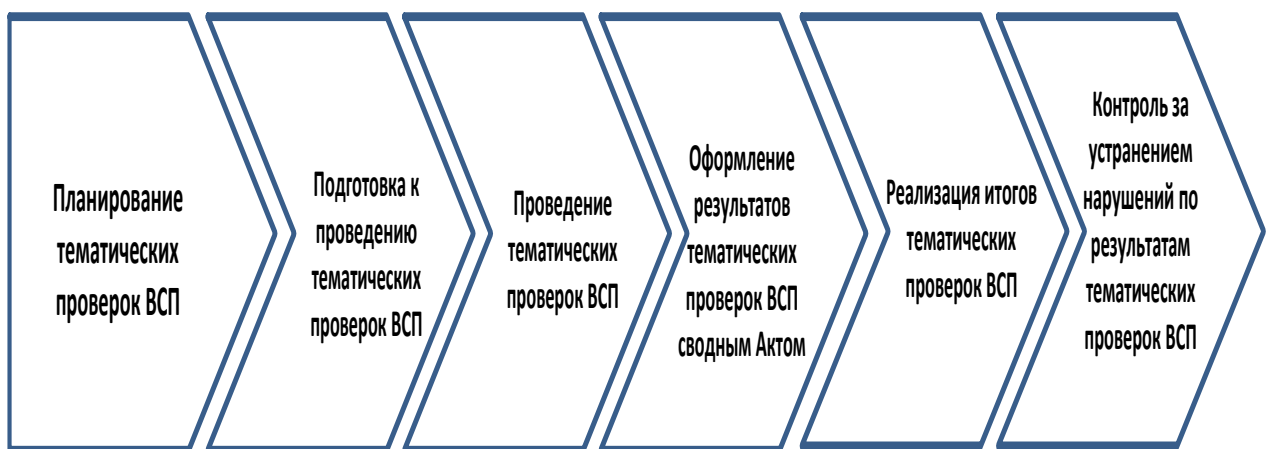 Планирование
тематических
проверок ВСП
Подготовка к
проведению
тематических
проверок ВСП
Проведение
тематических
проверок ВСП
Оформление
результатов
тематических
проверок ВСП
сводным Актом
Реализация итогов
тематических
проверок ВСП
Контроль за
устранением
нарушений по
результатам
тематических
проверок ВСП